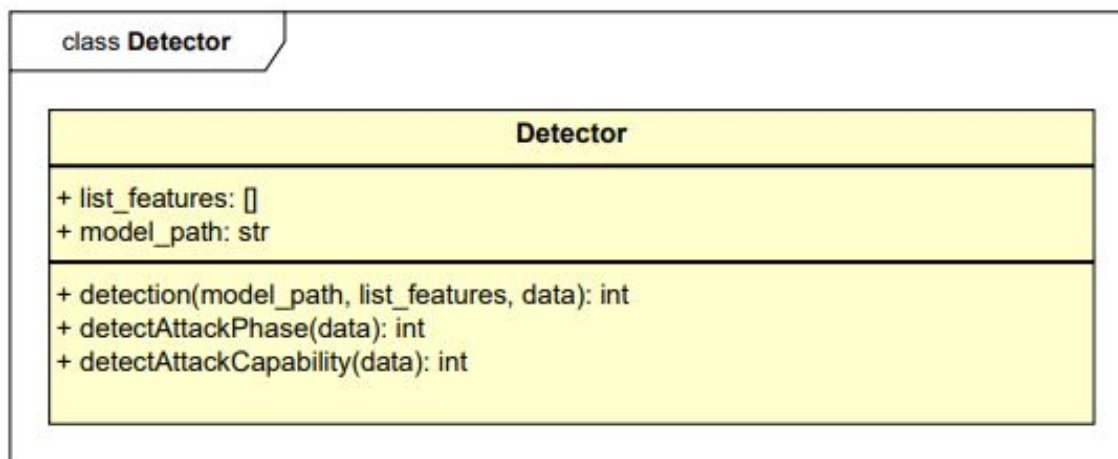 class Detector
Detector
+ list_features: []
+ model_path: str
+ detection(model_path, list_features, data): int
+ detectAttackPhase(data): int
+ detectAttackCapability(data): int